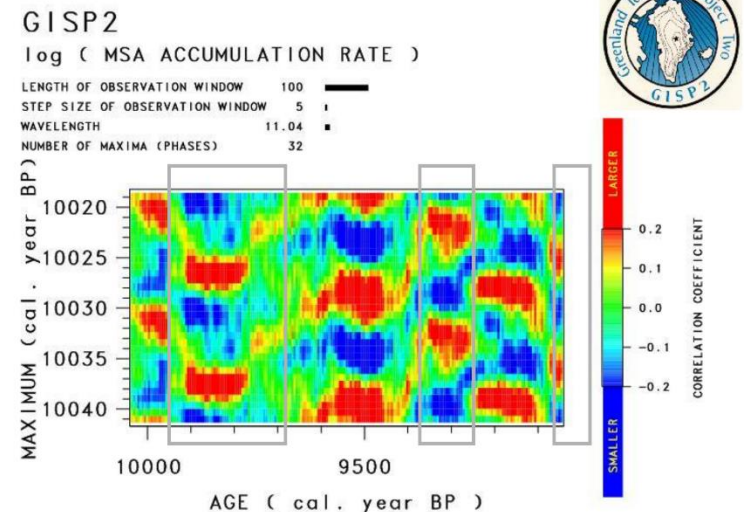 GISP2
log ( MSA ACCUMULATION RATE )
LENGTH OF OBSERVATION WINDOW 100
STEP SIZE OF OBSERVATION WINDOW 5
WAVELENGTH 11.04
NUMBER OF MAXIMA (PHASES) 32
Greenland
Two
GISP2
MAXIMUM (cal. year BP)
10020
10025
10030
10035
10040
10000
9500
AGE ( cal. year BP )
LARGER
0.2
0.1
0.0
-0.1
-0.2
SMALLER
CORRELATION COEFFICIENT